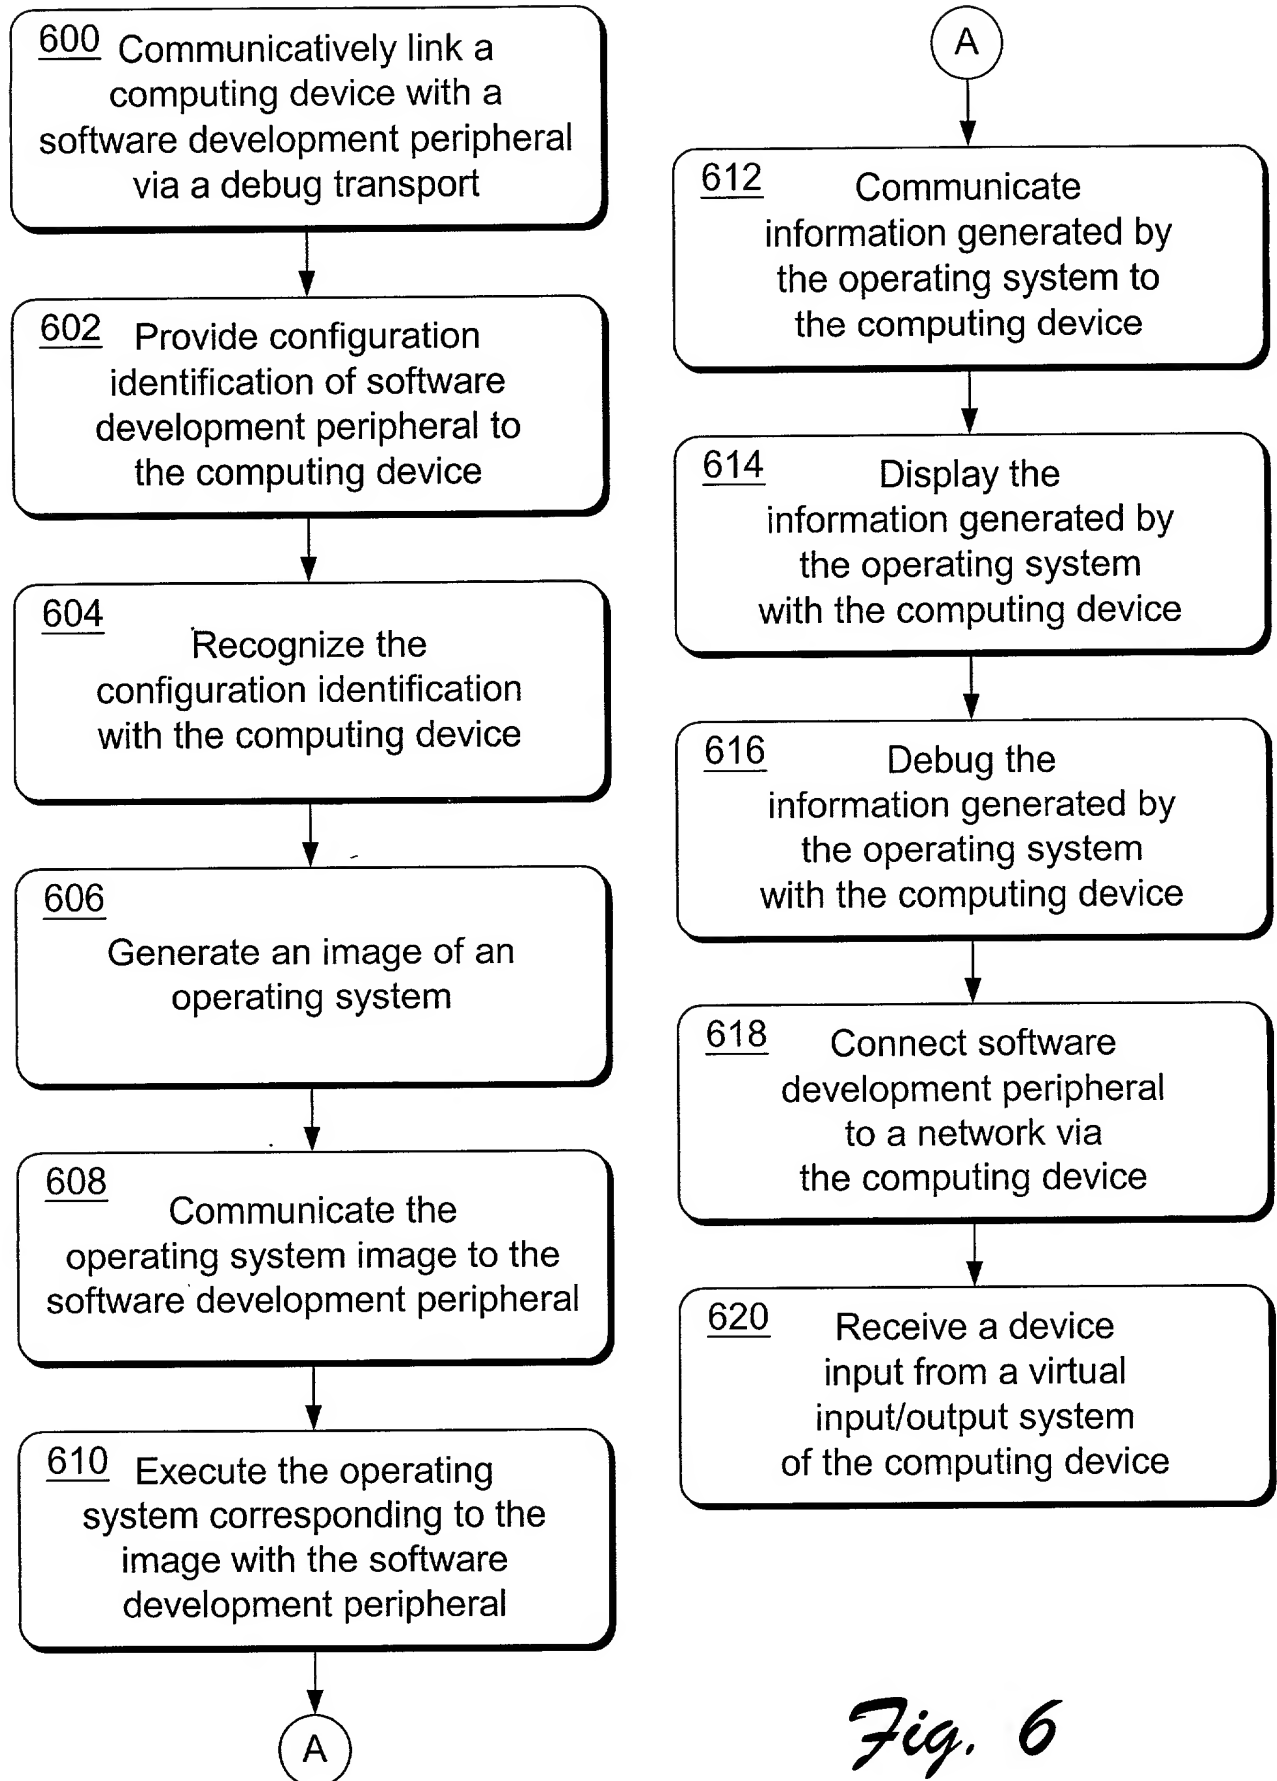 600 Communicatively link a
computing device with a
software development peripheral
via a debug transport
602 Provide configuration
identification of software
development peripheral to
the computing device
604
Recognize the
configuration identification
with the computing device
606
Generate an image of an
operating system
608
Communicate the
operating system image to the
software development peripheral
610 Execute the operating
system corresponding to the
image with the software
development peripheral
A
A
612 Communicate
information generated by
the operating system to
the computing device
614 Display the
information generated by
the operating system
with the computing device
616 Debug the
information generated by
the operating system
with the computing device
618 Connect software
development peripheral
to a network via
the computing device
620 Receive a device
input from a virtual
input/output system
of the computing device
Fig. 6